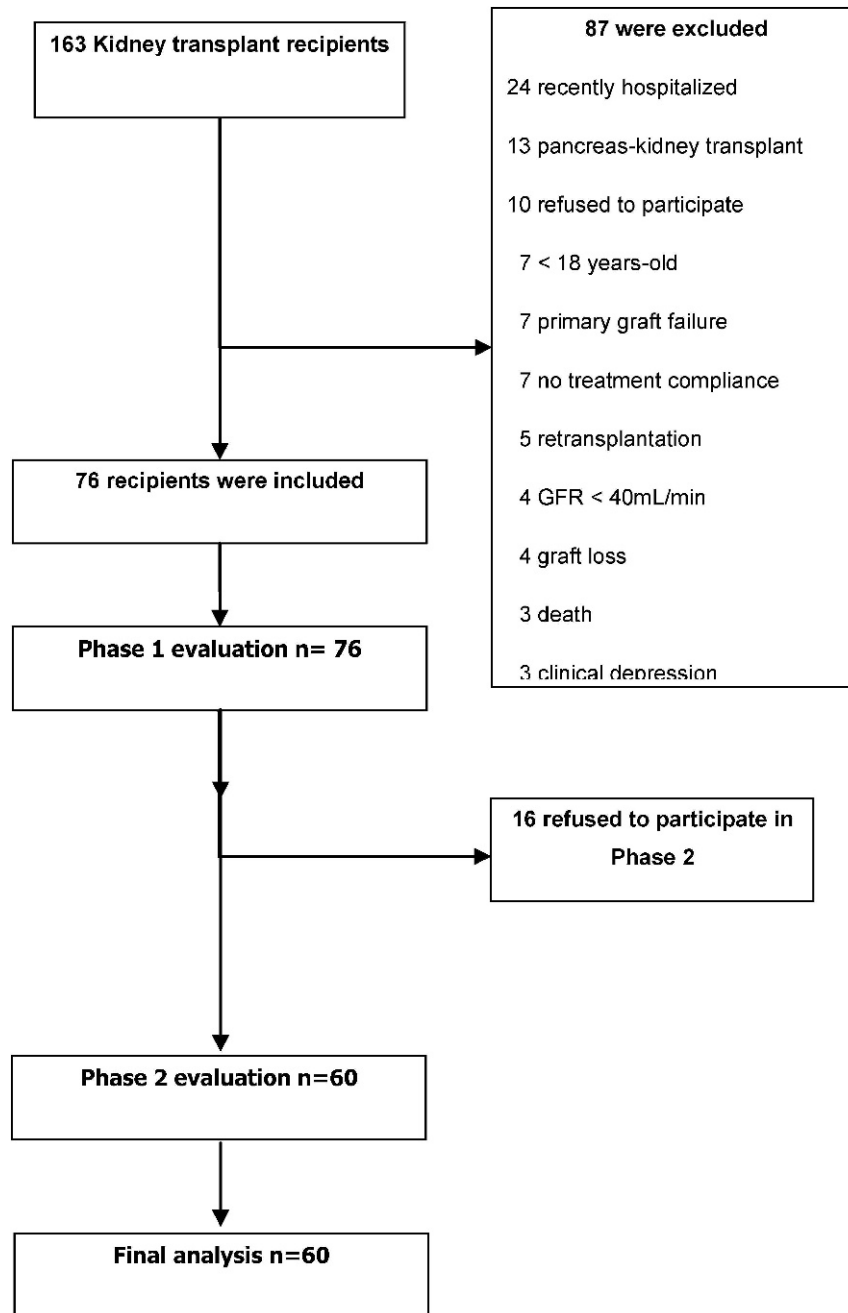 163 Kidney transplant recipients
87 were excluded
24 recently hospitalized
13 pancreas-kidney transplant
10 refused to participate
7 < 18 years-old
7 primary graft failure
7 no treatment compliance
5 retransplantation
4 GFR < 40mL/min
4 graft loss
3 death
3 clinical depression
76 recipients were included
Phase 1 evaluation n= 76
16 refused to participate in
Phase 2
Phase 2 evaluation n=60
Final analysis n=60